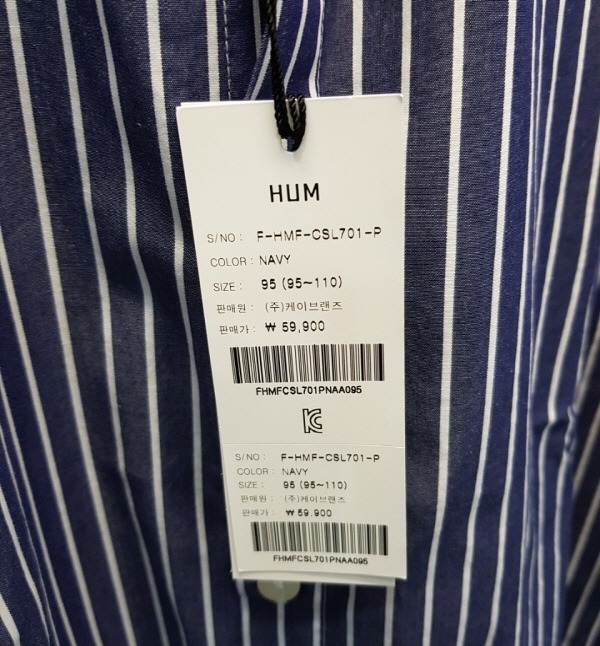 HUM
S/NO : F-HMF-CSL701-P
COLOR : NAVY
SIZE : 95 (95~110)
판매원 : (주)케이브랜즈
판매가 : ₩ 59,900
FHMFCSL701PNAA095
KC
S/NO : F-HMF-CSL701-P
COLOR : NAVY
SIZE : 95 (95~110)
판매원 : (주)케이브랜즈
판매가 : ₩ 59,900
FHMFCSL701PNAA095